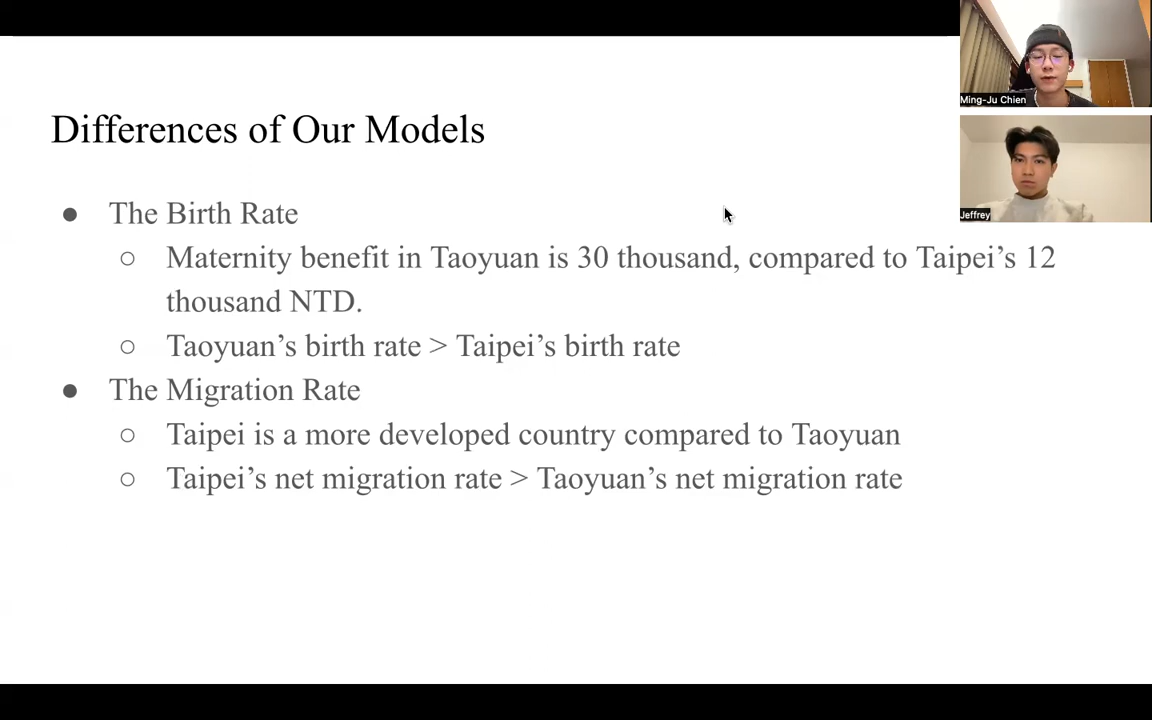 Differences of Our Models
● The Birth Rate
○ Maternity benefit in Taoyuan is 30 thousand, compared to Taipei’s 12
thousand NTD.
○ Taoyuan’s birth rate > Taipei’s birth rate
● The Migration Rate
○ Taipei is a more developed country compared to Taoyuan
○ Taipei’s net migration rate > Taoyuan’s net migration rate
Ming-Ju Chien
Jeffrey